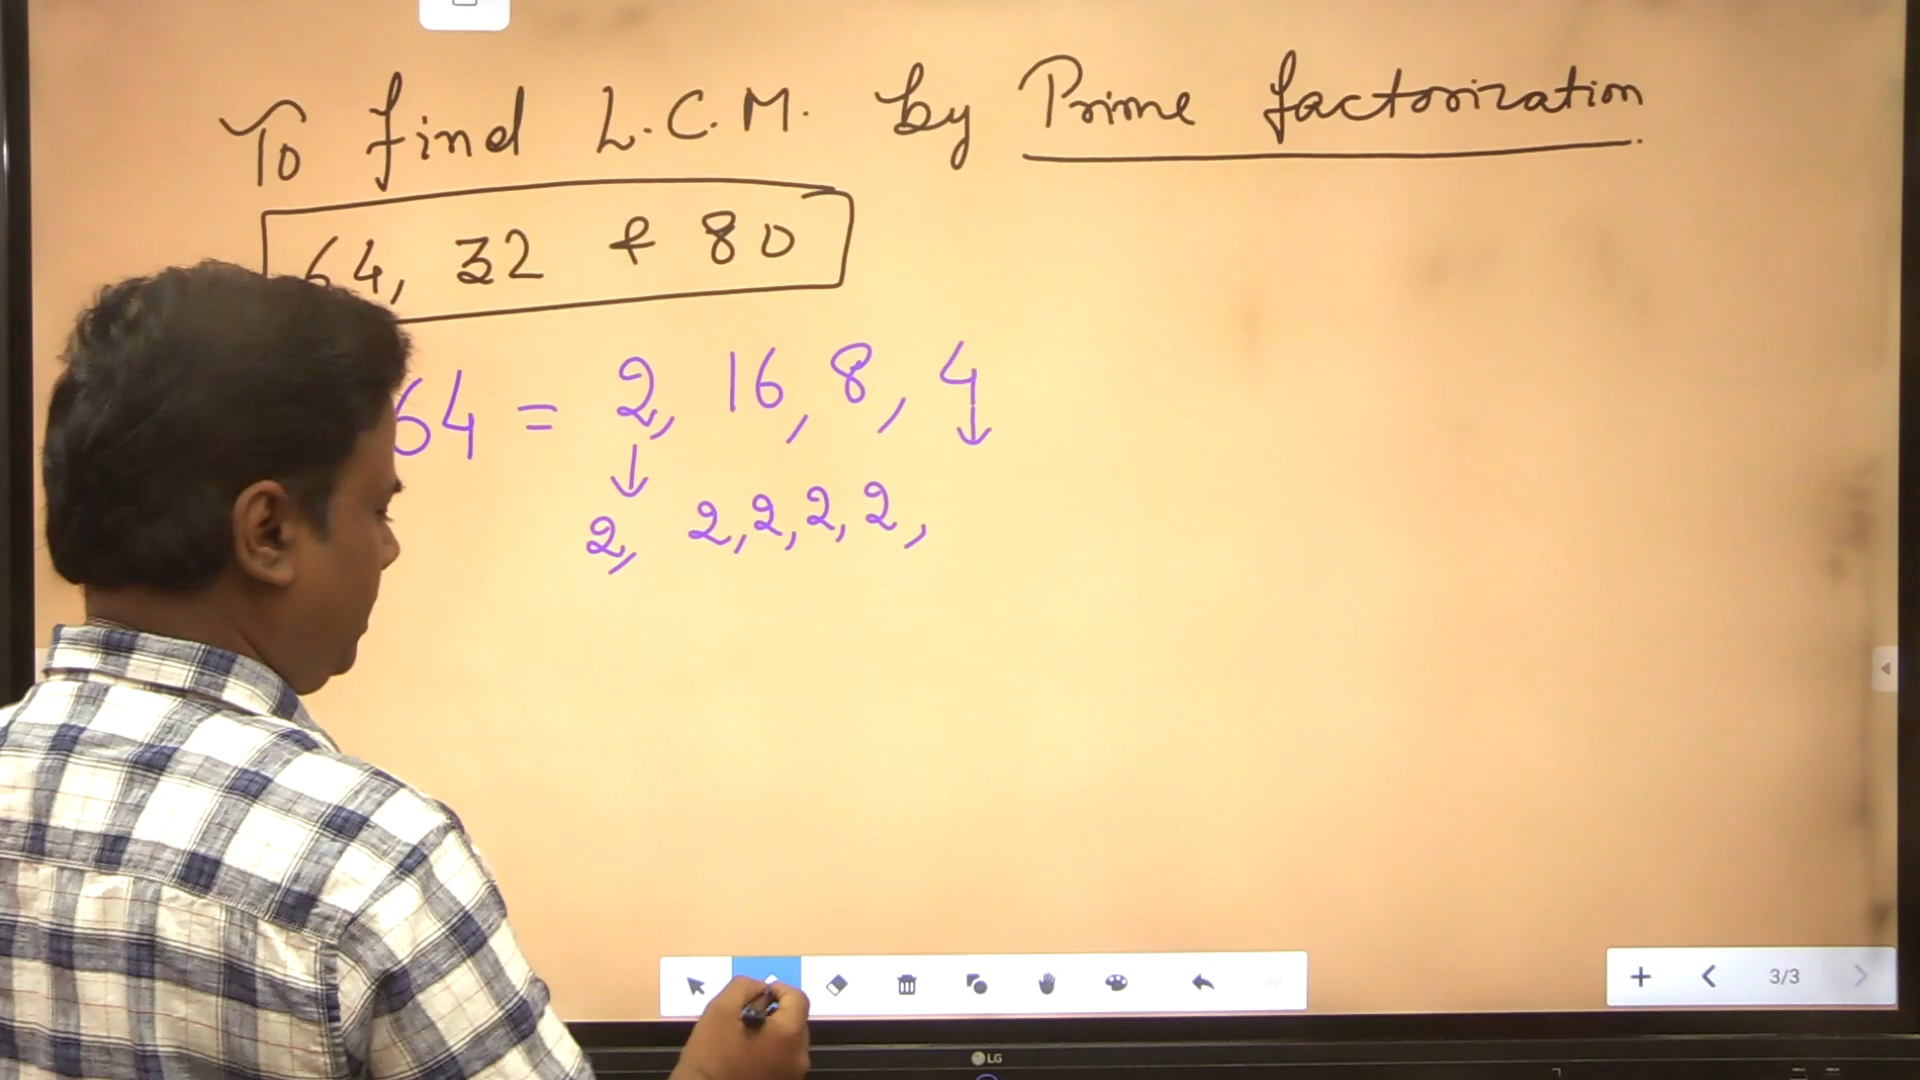 To find L.C.M. by Prime factorization.
64, 32 & 80
64 = 2, 16, 8, 4
2, 2, 2, 2, 2,
3/3
LG